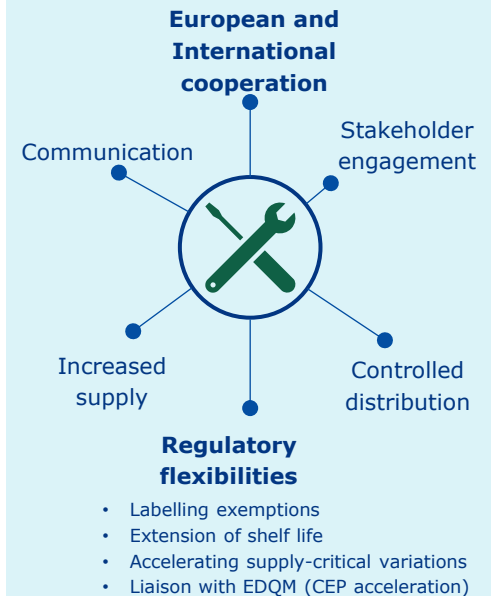 European and
International
cooperation
Communication
Stakeholder
engagement
Increased
supply
Controlled
distribution
Regulatory
flexibilities
• Labelling exemptions
• Extension of shelf life
• Accelerating supply-critical variations
• Liaison with EDQM (CEP acceleration)